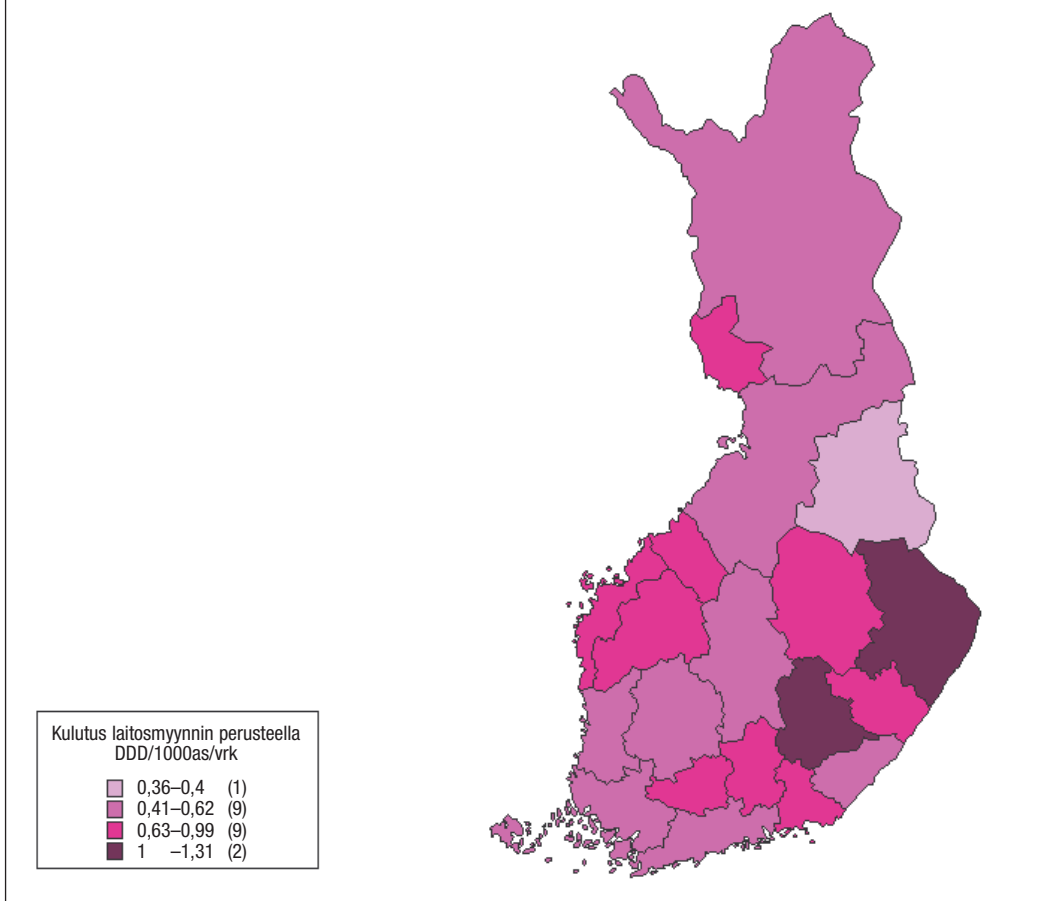 Kulutus laitosmyynnin perusteella
DDD/1000as/vrk
0,36–0,4 (1)
0,41–0,62 (9)
0,63–0,99 (9)
1 –1,31 (2)